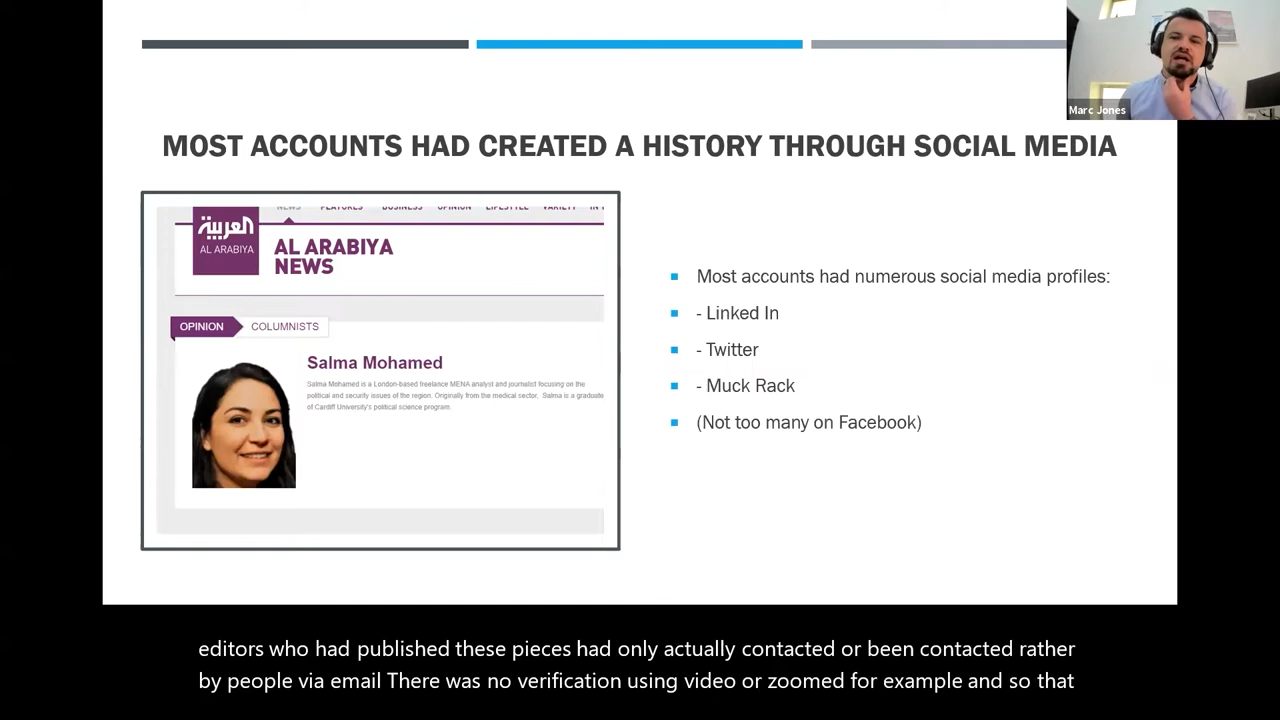 Marc Jones
MOST ACCOUNTS HAD CREATED A HISTORY THROUGH SOCIAL MEDIA
NEWS FEATURES BUSINESS OPINION LIFESTYLE VARIETY IN
العربية
AL ARABIYA
AL ARABIYA
NEWS
OPINION COLUMNISTS
Salma Mohamed
Salma Mohamed is a London-based freelance MENA analyst and journalist focusing on the
political and security issues of the region. Originally from the medical sector, Salma is a graduate
of Cardiff University's political science program.
Most accounts had numerous social media profiles:
- Linked In
- Twitter
- Muck Rack
(Not too many on Facebook)
editors who had published these pieces had only actually contacted or been contacted rather
by people via email There was no verification using video or zoomed for example and so that